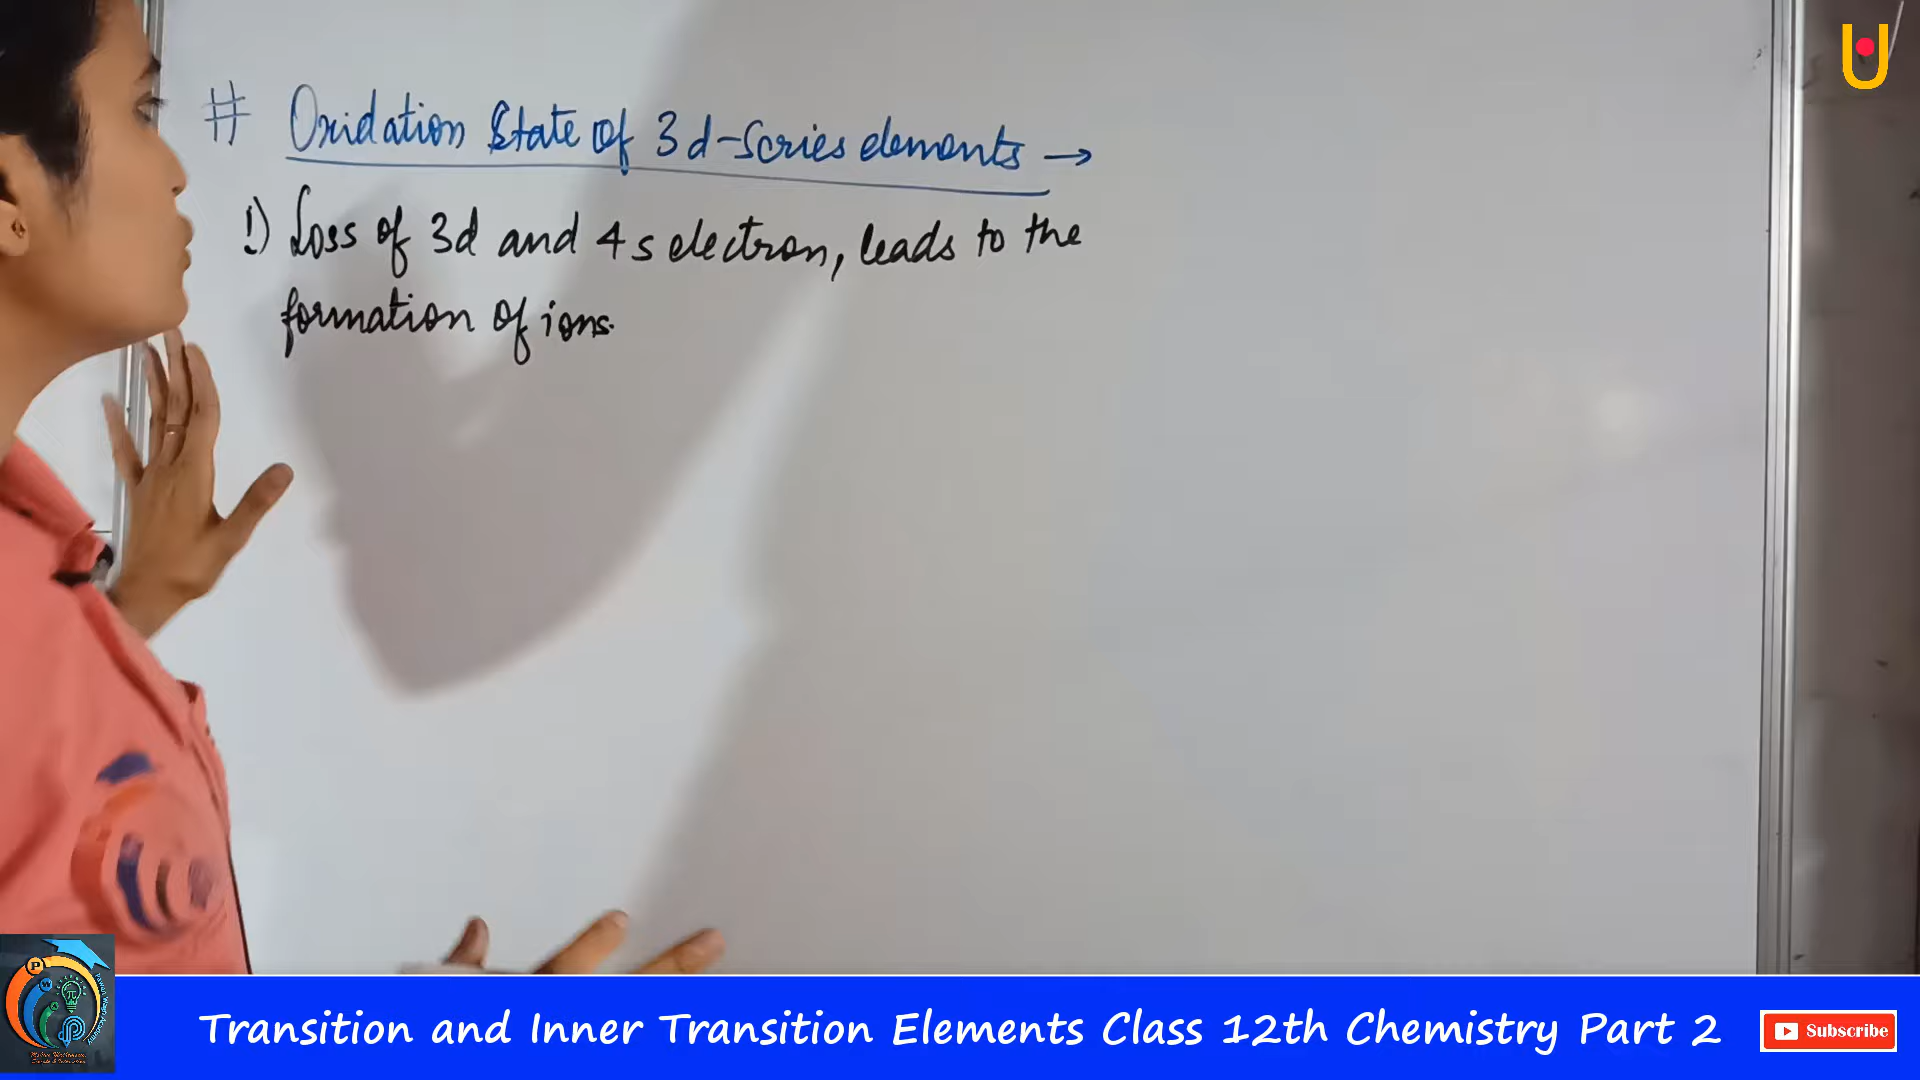 # Oxidation State of 3d-Series elements →
1) Loss of 3d and 4s electron, leads to the
formation of ions.
Transition and Inner Transition Elements Class 12th Chemistry Part 2
Subscribe